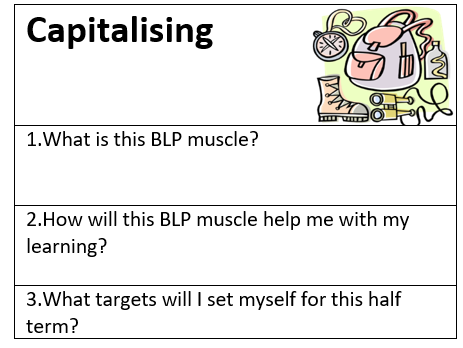 Capitalising
1.What is this BLP muscle?
2.How will this BLP muscle help me with my
learning?
3.What targets will I set myself for this half
term?